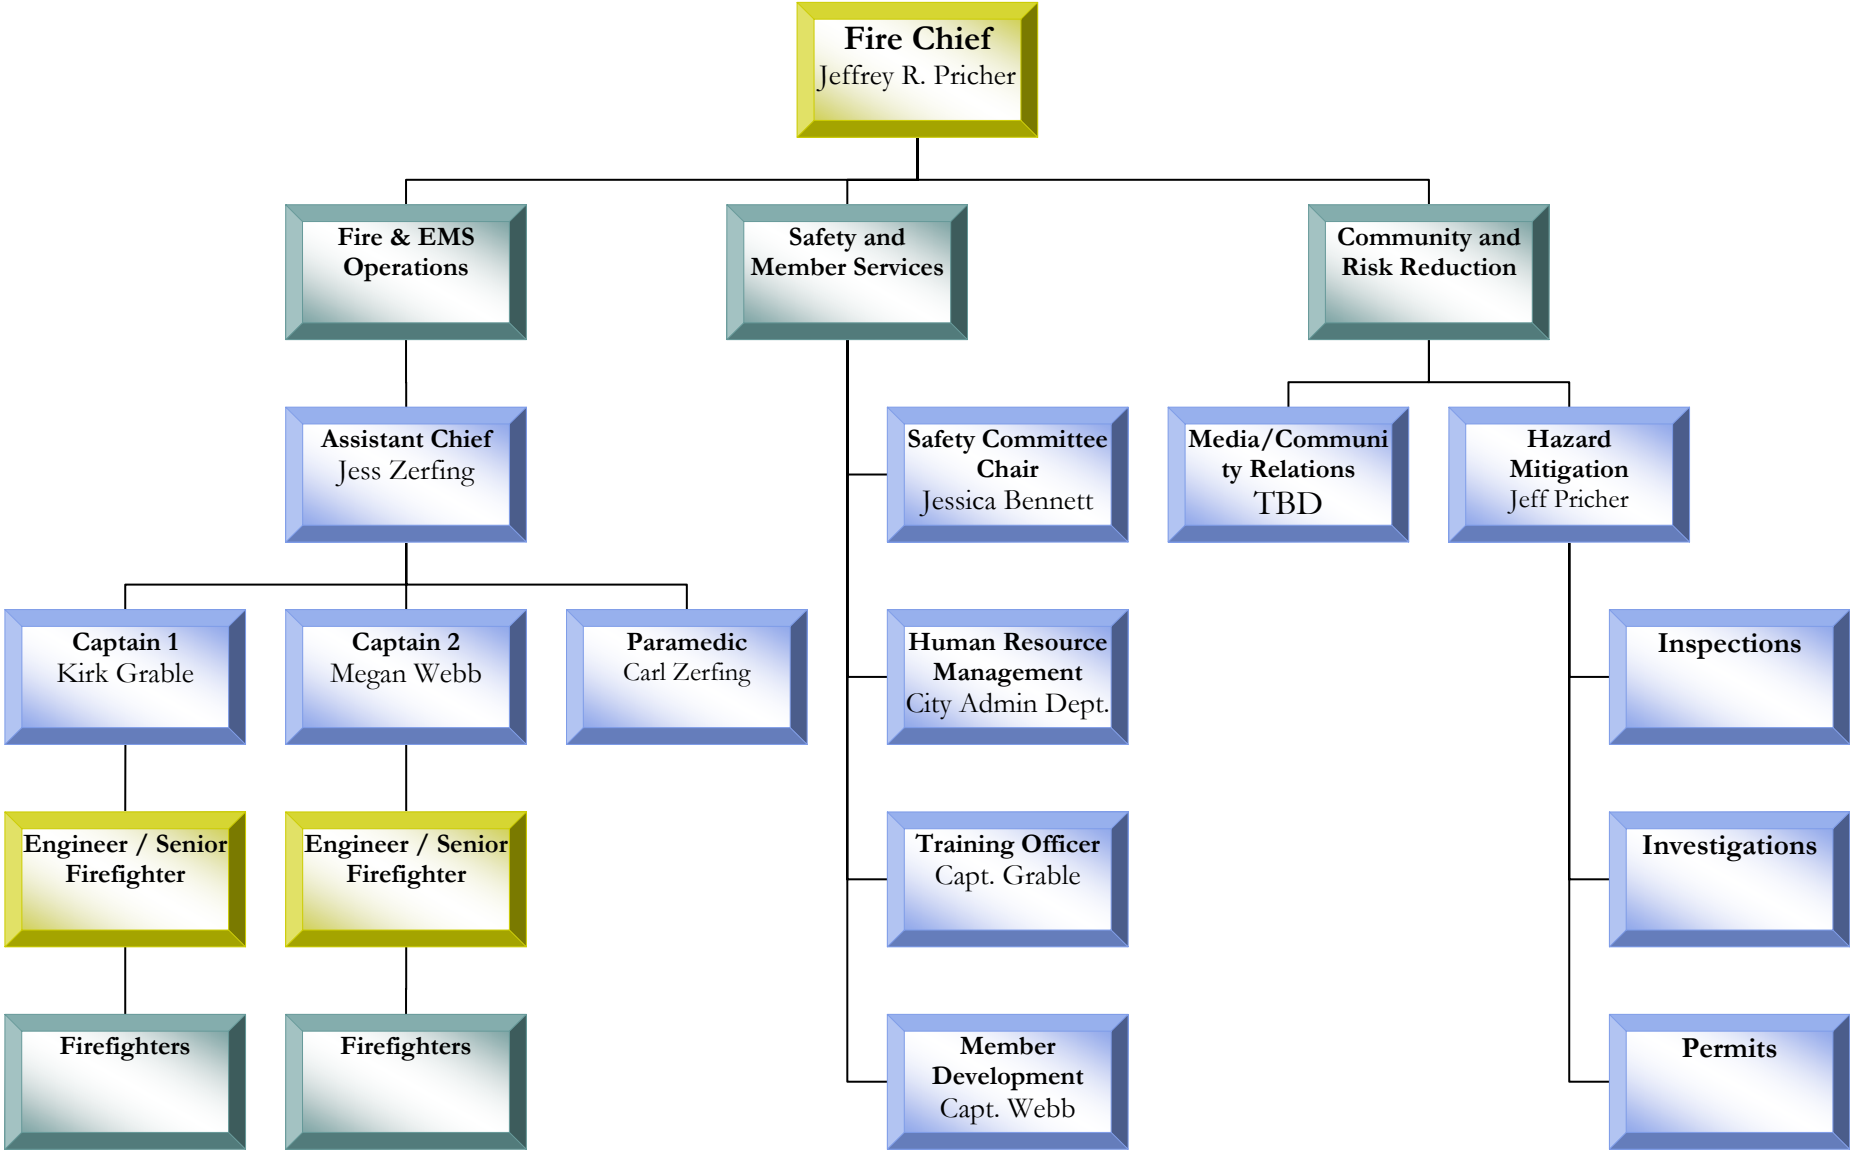 Fire Chief
Jeffrey R. Pricher
Fire & EMS
Operations
Safety and
Member Services
Community and
Risk Reduction
Assistant Chief
Jess Zerfing
Safety Committee
Chair
Jessica Bennett
Media/Communi
ty Relations
TBD
Hazard
Mitigation
Jeff Pricher
Captain 1
Kirk Grable
Captain 2
Megan Webb
Paramedic
Carl Zerfing
Human Resource
Management
City Admin Dept.
Inspections
Engineer / Senior
Firefighter
Engineer / Senior
Firefighter
Training Officer
Capt. Grable
Investigations
Firefighters
Firefighters
Member
Development
Capt. Webb
Permits